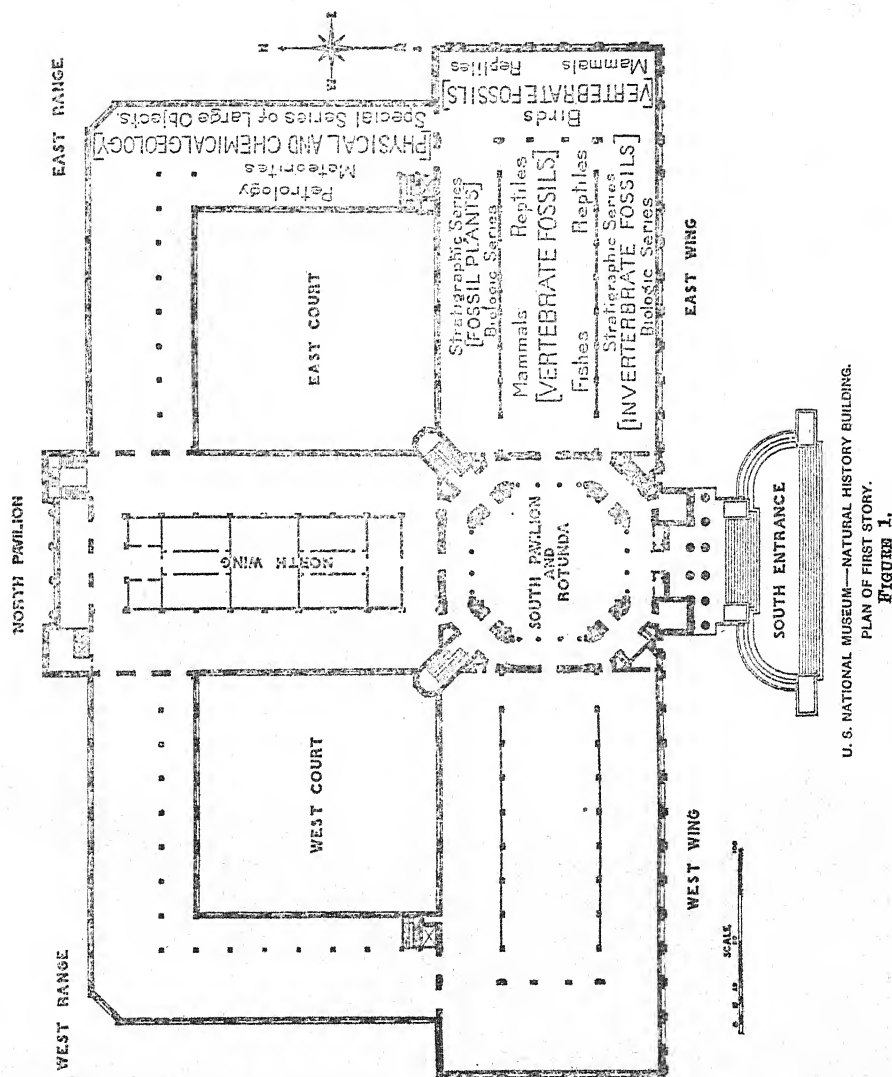 NORTH PAVILION
WEST RANGE
EAST RANGE
N
E
S
W
Special Series of Large Objects.
[PHYSICAL AND CHEMICAL GEOLOGY]
Meteorites
Petrology
WEST COURT
NORTH WING
EAST COURT
Stratigraphic Series
[FOSSIL PLANTS]
Biologic Series
Mammals Reptiles
[VERTEBRATE FOSSILS]
Fishes Reptiles
Stratigraphic Series
[INVERTERBRATE FOSSILS]
Biologic Series
Mammals Reptiles
[VERTEBRATE FOSSILS]
Birds
SOUTH PAVILION
AND
ROTUNDA
WEST WING
EAST WING
SOUTH ENTRANCE
SCALE
100
U. S. NATIONAL MUSEUM—NATURAL HISTORY BUILDING.
PLAN OF FIRST STORY.
FIGURE 1.